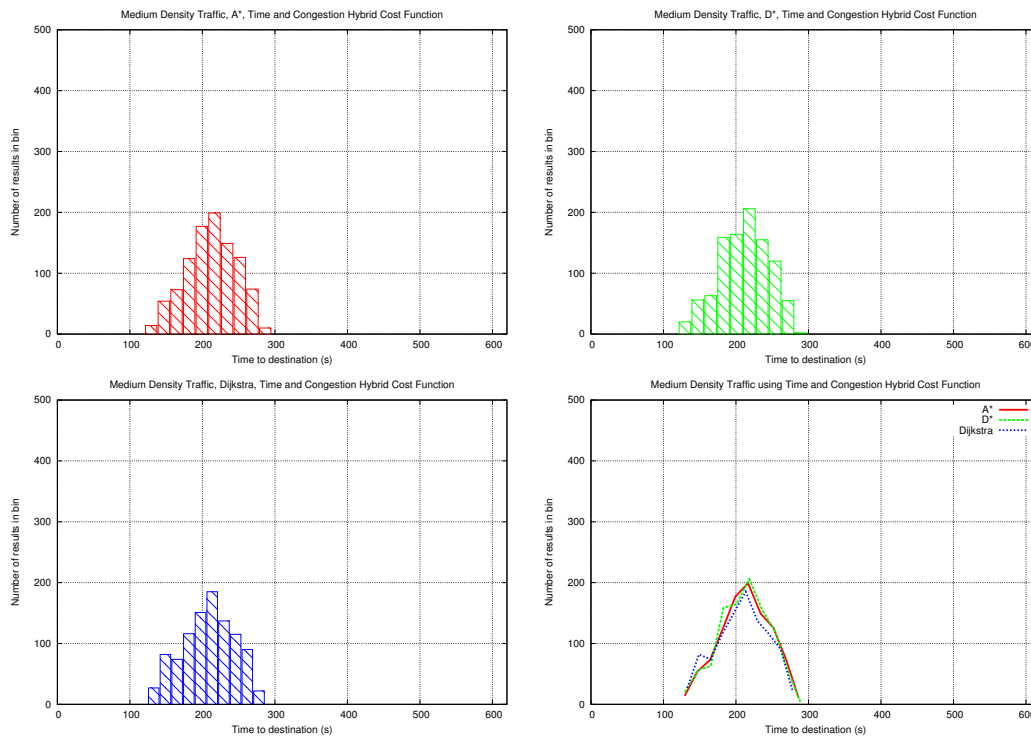 Medium Density Traffic, A*, Time and Congestion Hybrid Cost Function
500
400
300
200
100
0
Number of results in bin
0 100 200 300 400 500 600
Time to destination (s)
Medium Density Traffic, D*, Time and Congestion Hybrid Cost Function
500
400
300
200
100
0
Number of results in bin
0 100 200 300 400 500 600
Time to destination (s)
Medium Density Traffic, Dijkstra, Time and Congestion Hybrid Cost Function
500
400
300
200
100
0
Number of results in bin
0 100 200 300 400 500 600
Time to destination (s)
Medium Density Traffic using Time and Congestion Hybrid Cost Function
A*
D*
Dijkstra
500
400
300
200
100
0
Number of results in bin
0 100 200 300 400 500 600
Time to destination (s)